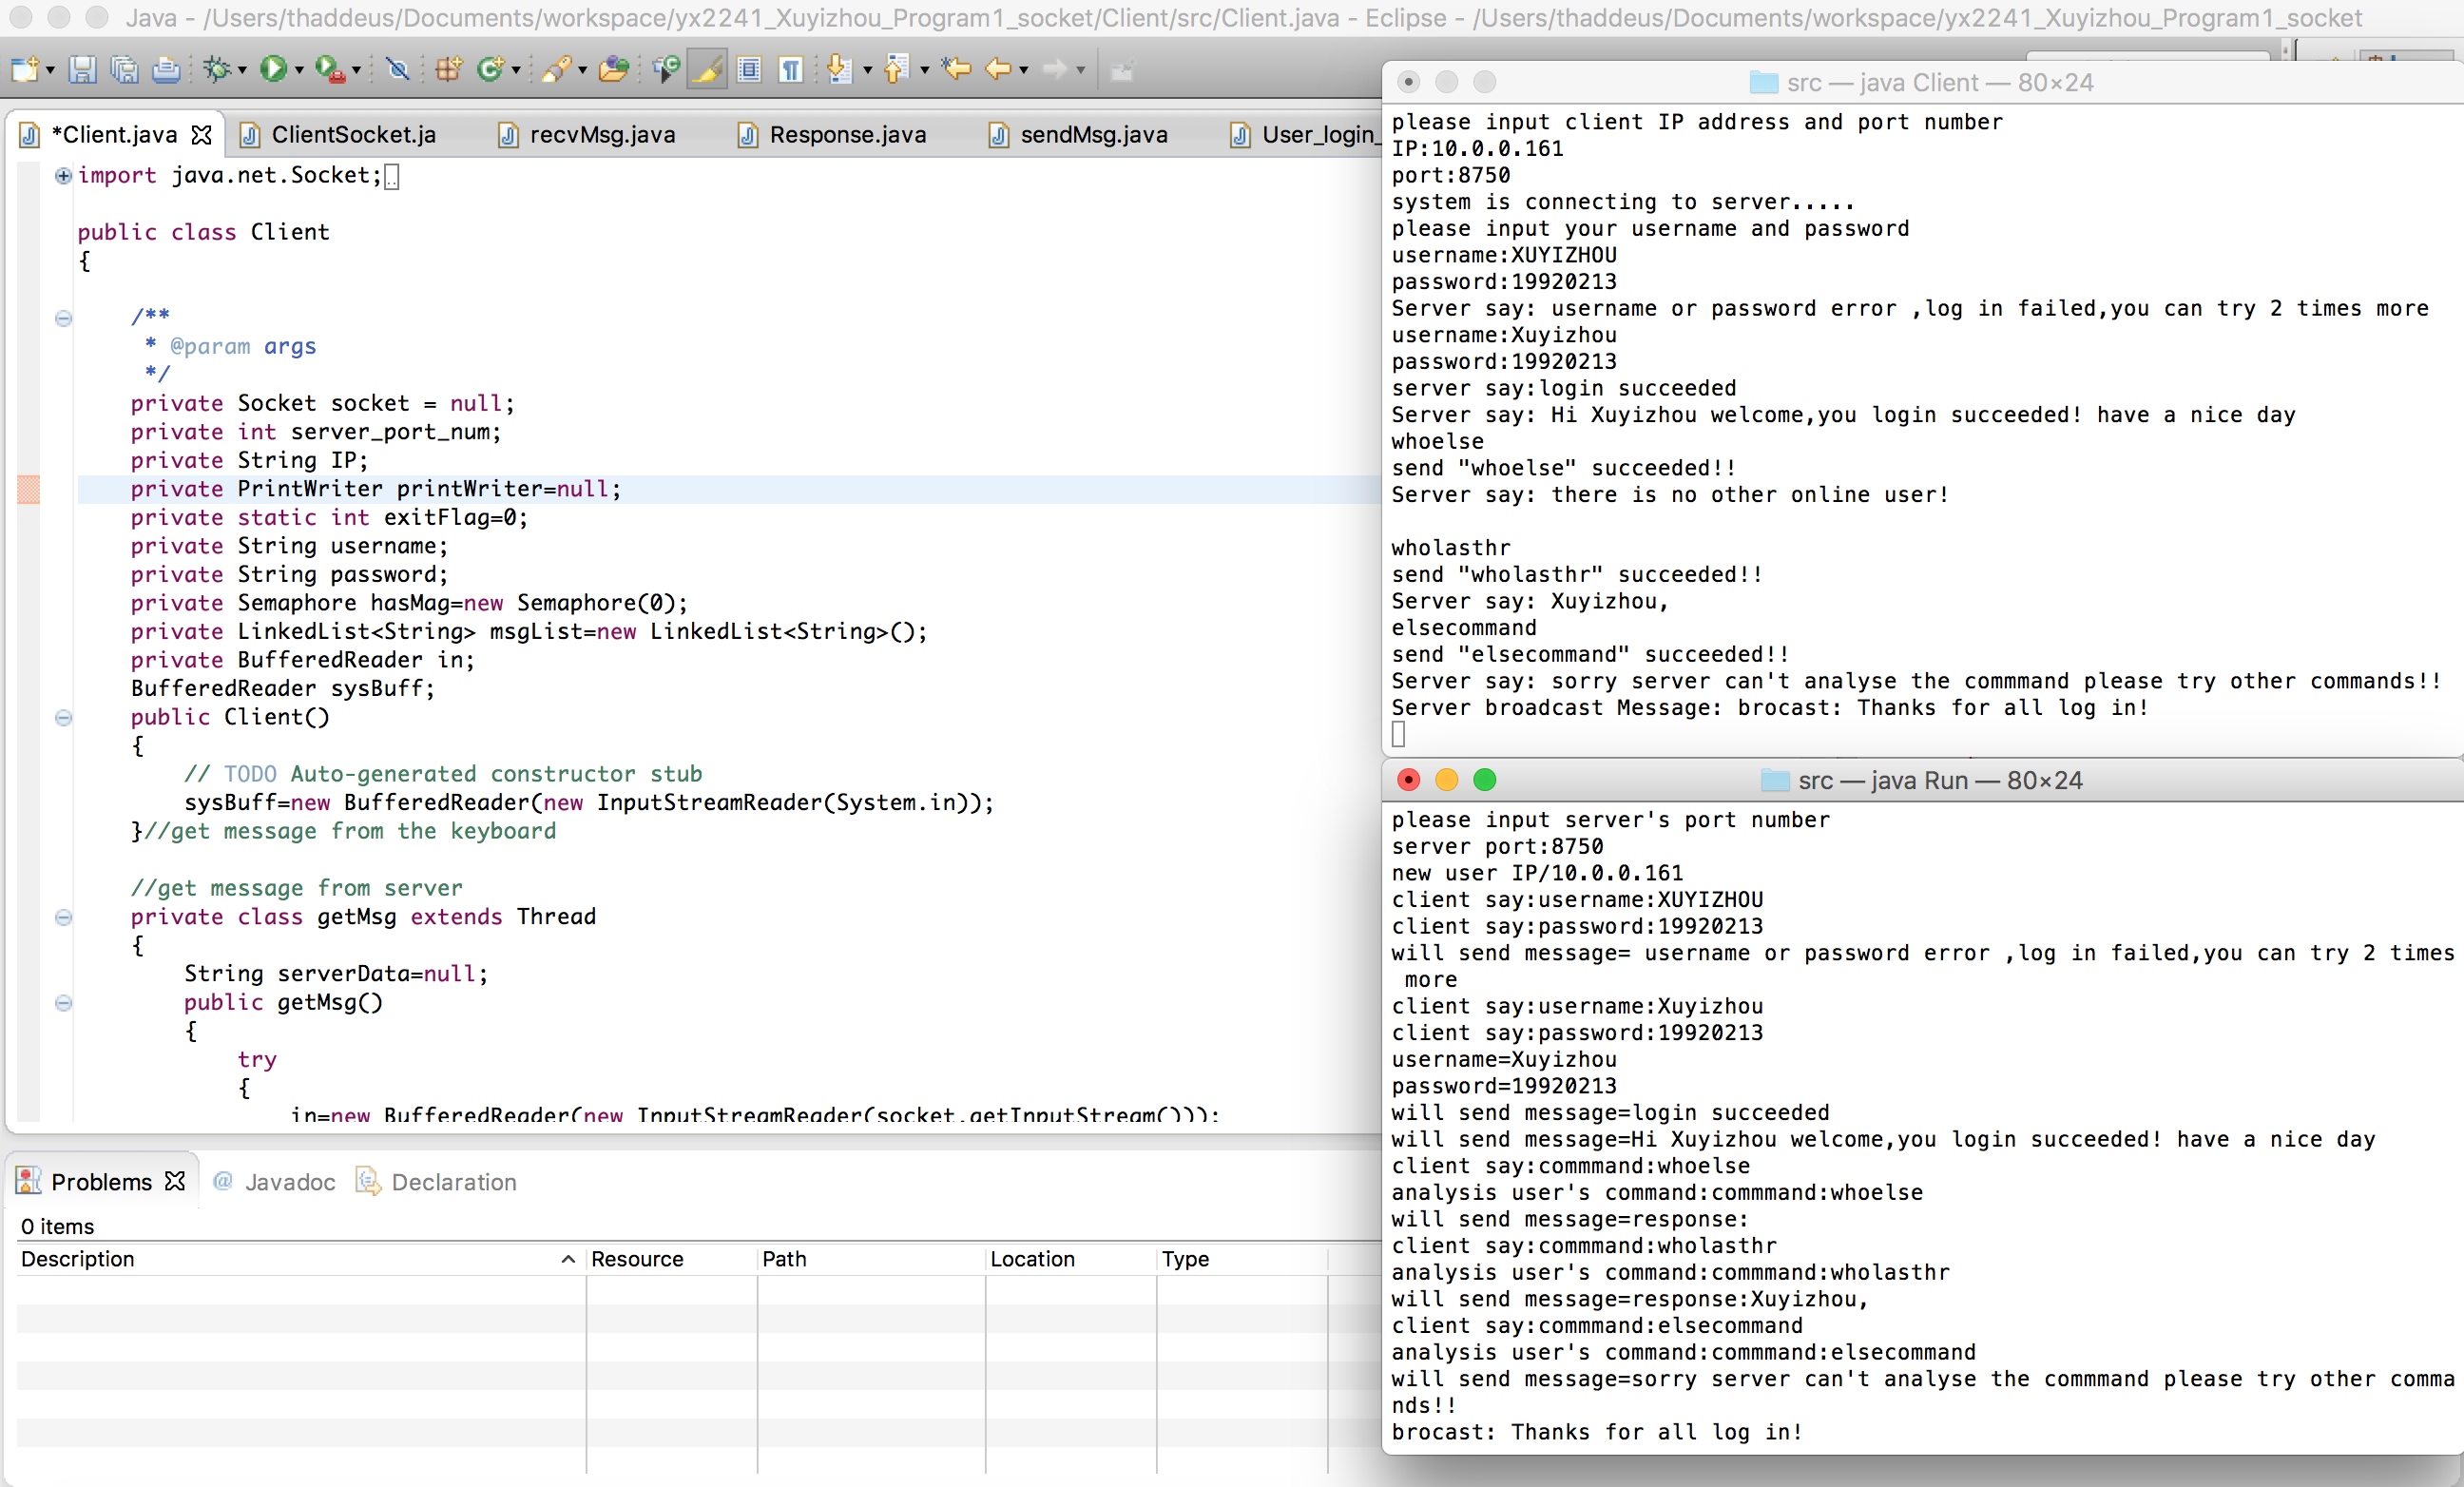 Java - /Users/thaddeus/Documents/workspace/yx2241_Xuyizhou_Program1_socket/Client/src/Client.java - Eclipse - /Users/thaddeus/Documents/workspace/yx2241_Xuyizhou_Program1_socket
*Client.java
ClientSocket.ja
recvMsg.java
Response.java
sendMsg.java
User_login_
import java.net.Socket;
public class Client
{
/**
* @param args
*/
private Socket socket = null;
private int server_port_num;
private String IP;
private PrintWriter printWriter=null;
private static int exitFlag=0;
private String username;
private String password;
private Semaphore hasMag=new Semaphore(0);
private LinkedList<String> msgList=new LinkedList<String>();
private BufferedReader in;
BufferedReader sysBuff;
public Client()
{
// TODO Auto-generated constructor stub
sysBuff=new BufferedReader(new InputStreamReader(System.in));
}//get message from the keyboard
//get message from server
private class getMsg extends Thread
{
String serverData=null;
public getMsg()
{
try
{
in=new BufferedReader(new InputStreamReader(socket.getInputStream()));
Problems
Javadoc
Declaration
0 items
Description
Resource
Path
Location
Type
src — java Client — 80×24
please input client IP address and port number
IP:10.0.0.161
port:8750
system is connecting to server.....
please input your username and password
username:XUYIZHOU
password:19920213
Server say: username or password error ,log in failed,you can try 2 times more
username:Xuyizhou
password:19920213
server say:login succeeded
Server say: Hi Xuyizhou welcome,you login succeeded! have a nice day
whoelse
send "whoelse" succeeded!!
Server say: there is no other online user!
wholasthr
send "wholasthr" succeeded!!
Server say: Xuyizhou,
elsecommand
send "elsecommand" succeeded!!
Server say: sorry server can't analyse the commmand please try other commands!!
Server broadcast Message: brocast: Thanks for all log in!
src — java Run — 80×24
please input server's port number
server port:8750
new user IP/10.0.0.161
client say:username:XUYIZHOU
client say:password:19920213
will send message= username or password error ,log in failed,you can try 2 times
more
client say:username:Xuyizhou
client say:password:19920213
username=Xuyizhou
password=19920213
will send message=login succeeded
will send message=Hi Xuyizhou welcome,you login succeeded! have a nice day
client say:commmand:whoelse
analysis user's command:commmand:whoelse
will send message=response:
client say:commmand:wholasthr
analysis user's command:commmand:wholasthr
will send message=response:Xuyizhou,
client say:commmand:elsecommand
analysis user's command:commmand:elsecommand
will send message=sorry server can't analyse the commmand please try other comma
nds!!
brocast: Thanks for all log in!